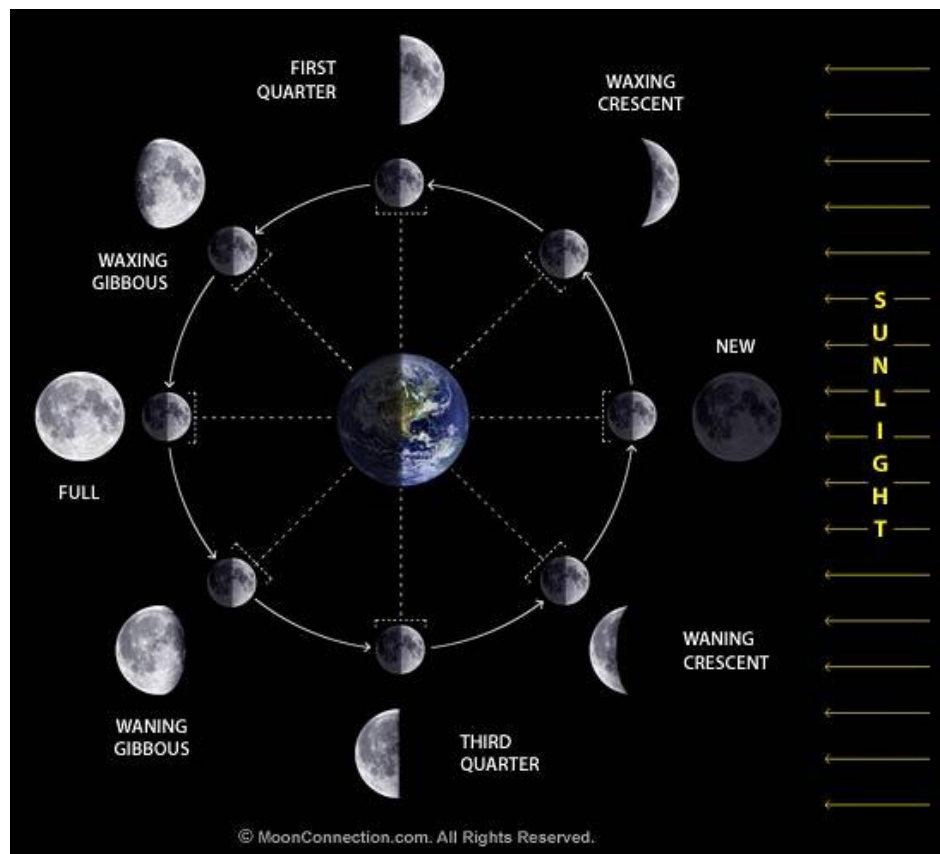 FIRST
QUARTER
WAXING
CRESCENT
WAXING
GIBBOUS
SUNLIGHT
NEW
FULL
WANING
CRESCENT
WANING
GIBBOUS
THIRD
QUARTER
© MoonConnection.com. All Rights Reserved.